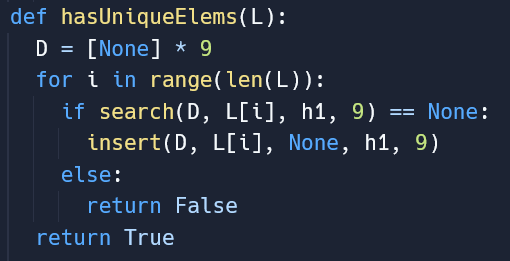 def hasUniqueElems(L):
  D = [None] * 9
  for i in range(len(L)):
    if search(D, L[i], h1, 9) == None:
      insert(D, L[i], None, h1, 9)
    else:
      return False
  return True